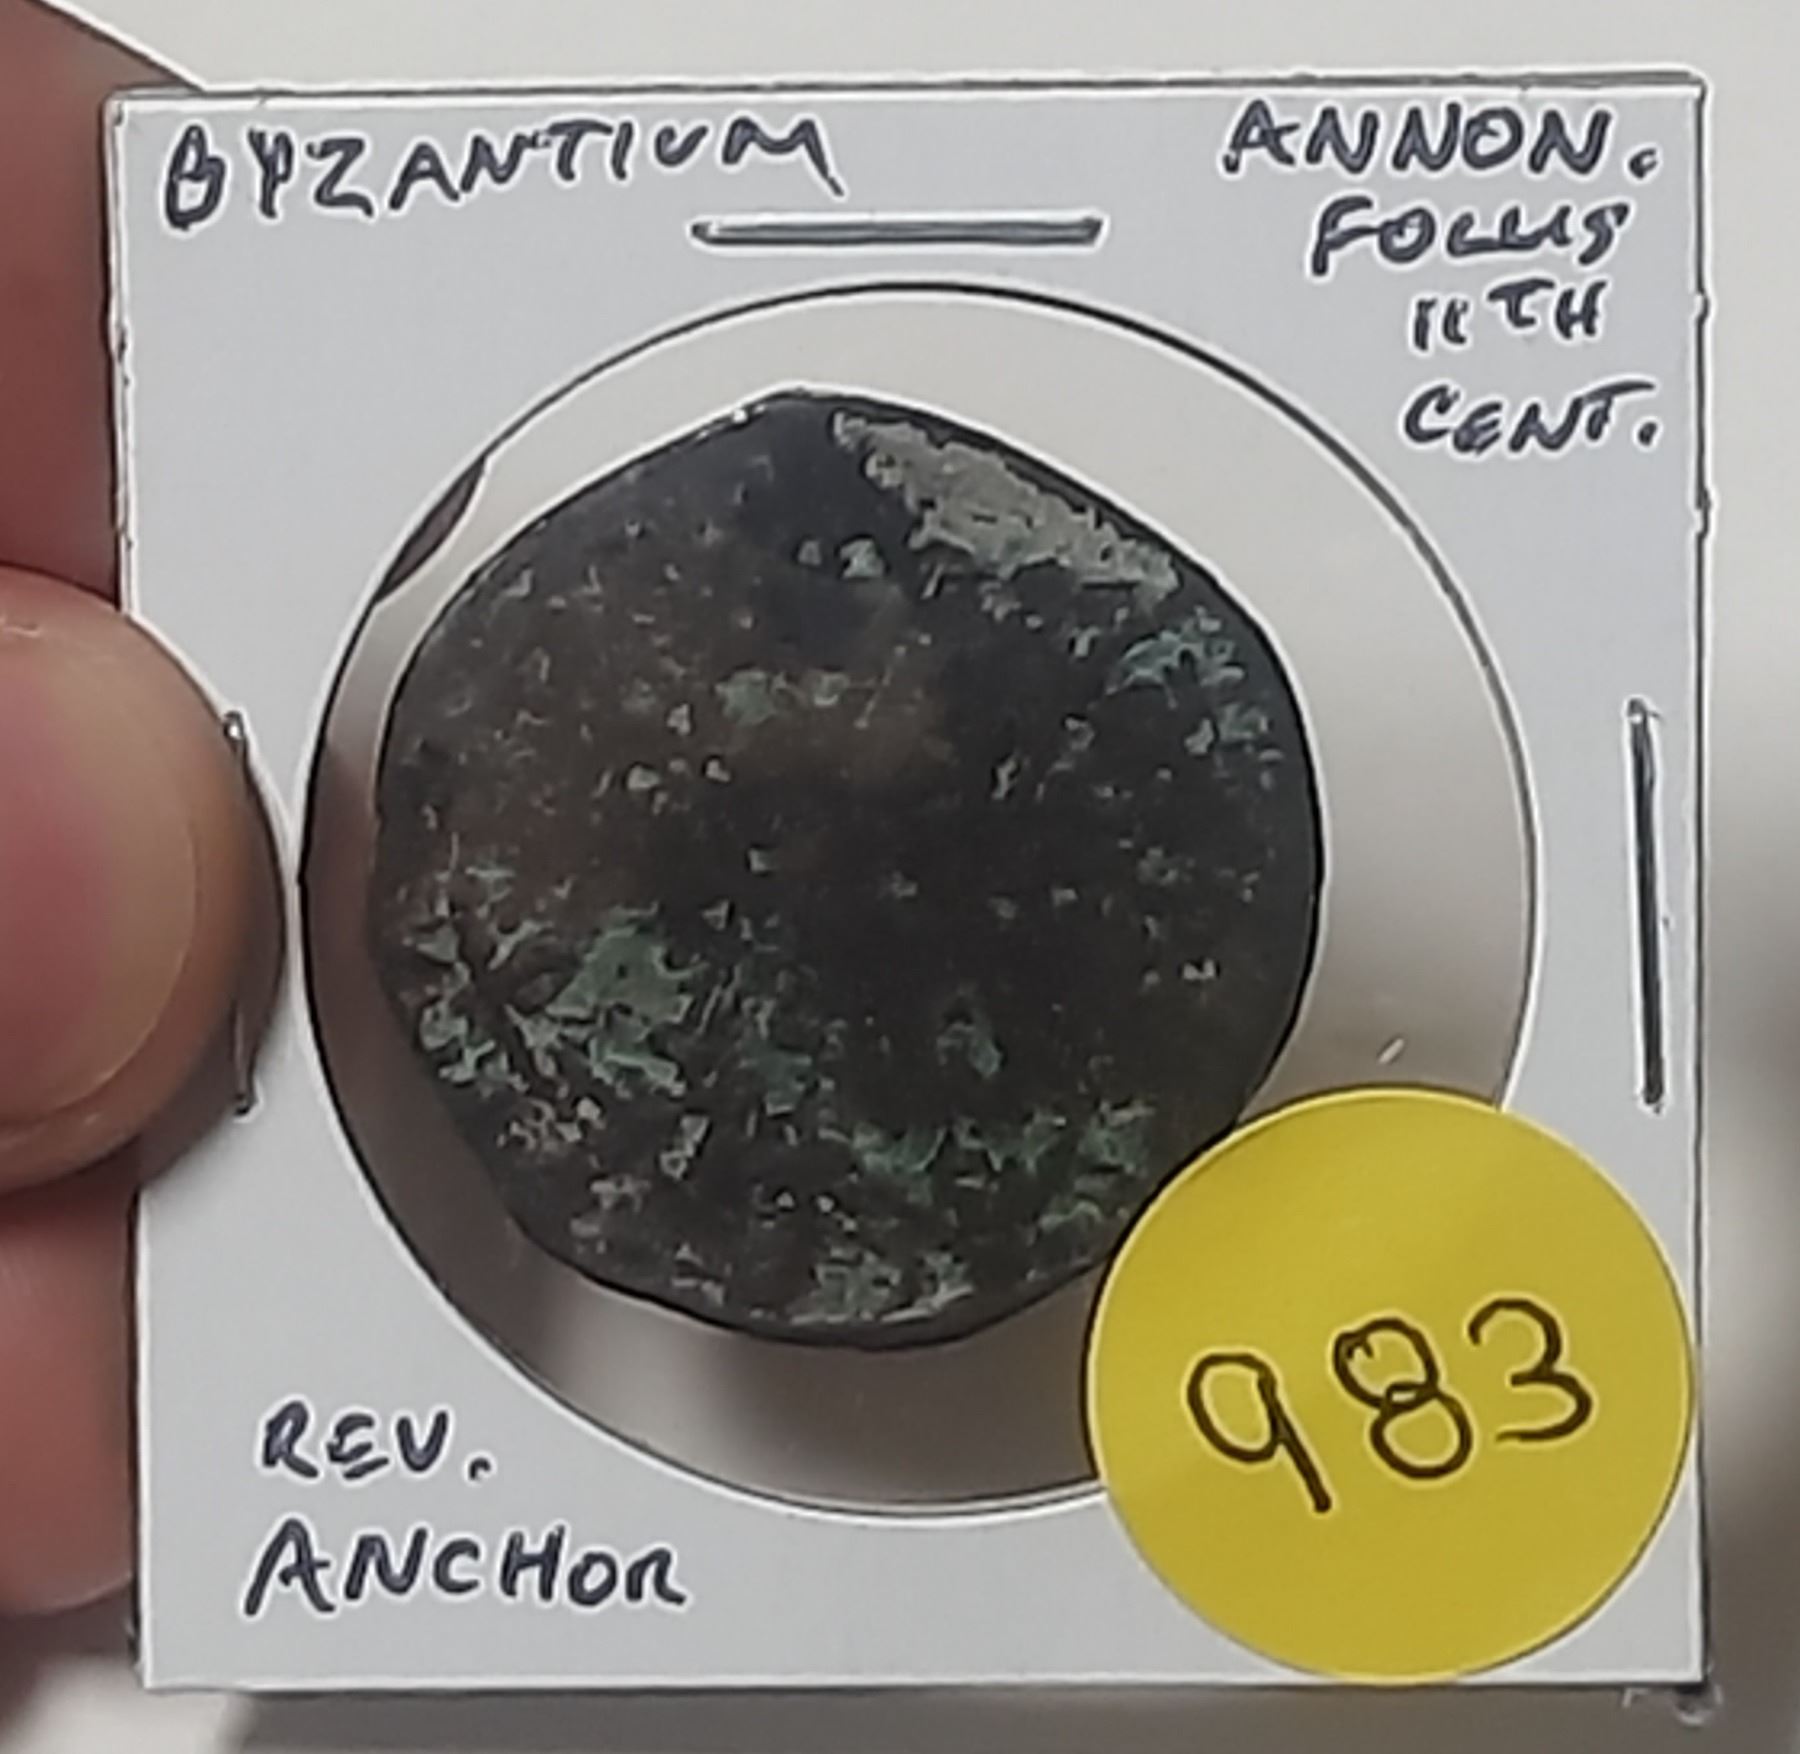 BYZANTIUM
ANNON.
FOLLIS
11TH
CENT.
REV.
ANCHOR
983